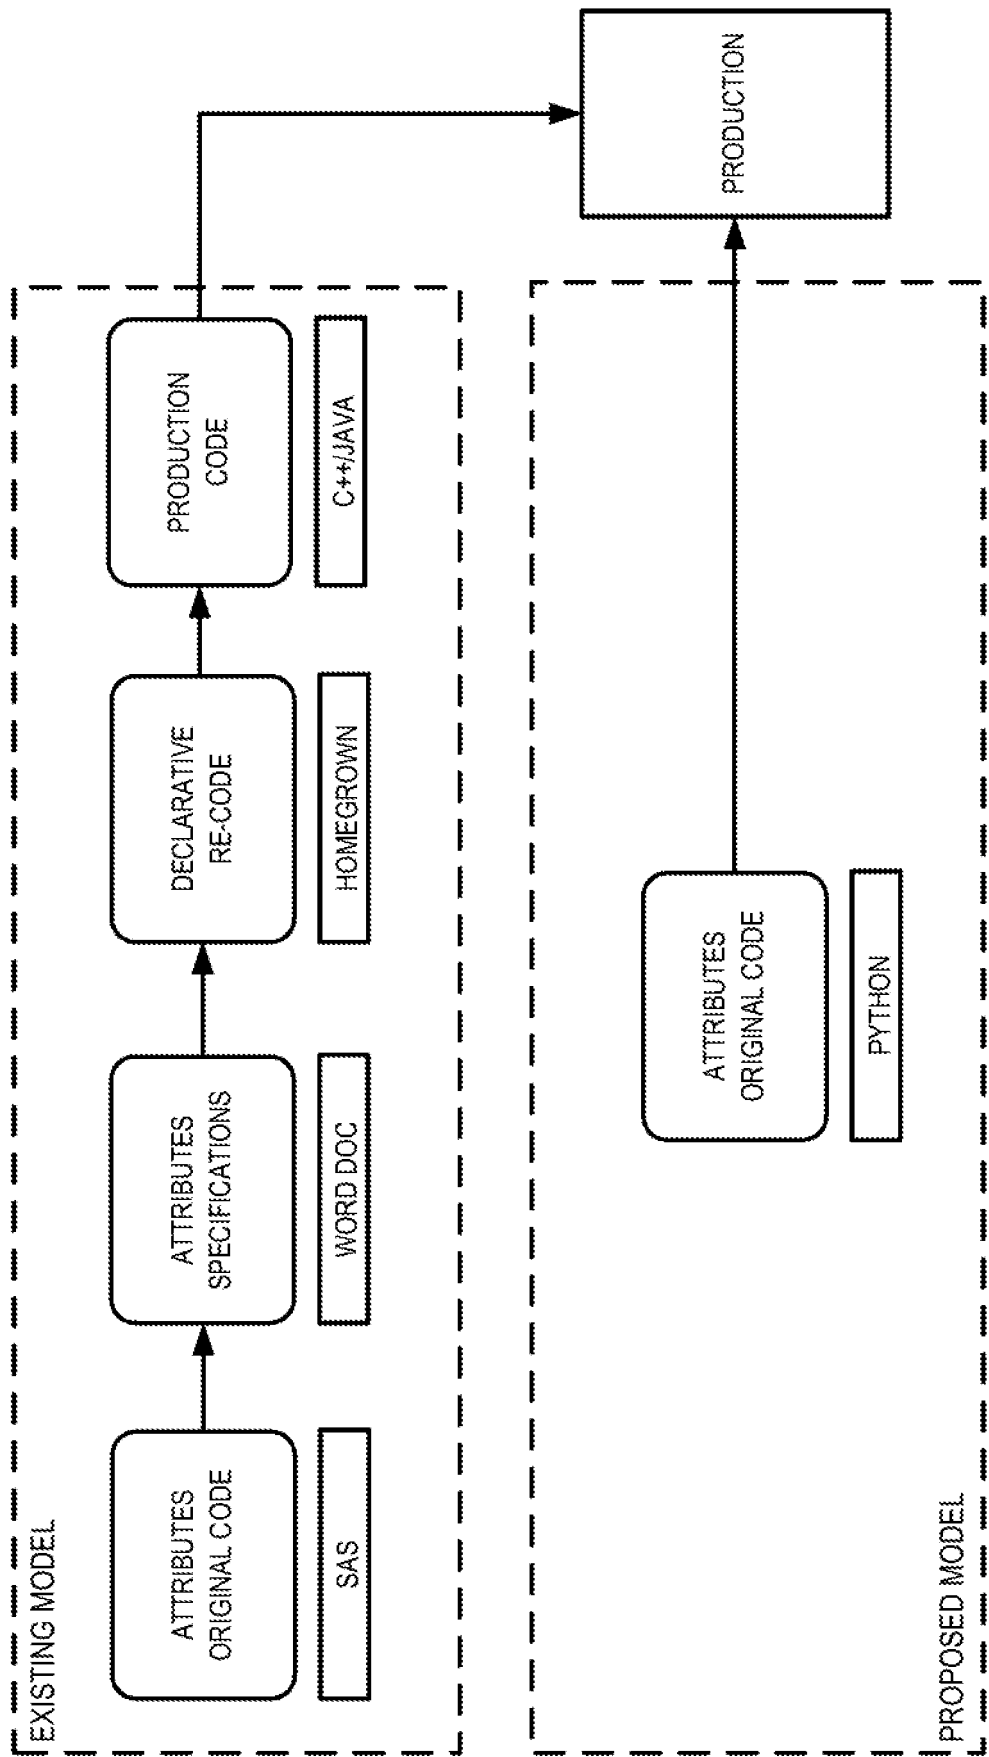 EXISTING MODEL
ATTRIBUTES
ORIGINAL CODE
SAS
ATTRIBUTES
SPECIFICATIONS
WORD DOC
DECLARATIVE
RE-CODE
HOMEGROWN
PRODUCTION
CODE
C++/JAVA
PROPOSED MODEL
ATTRIBUTES
ORIGINAL CODE
PYTHON
PRODUCTION